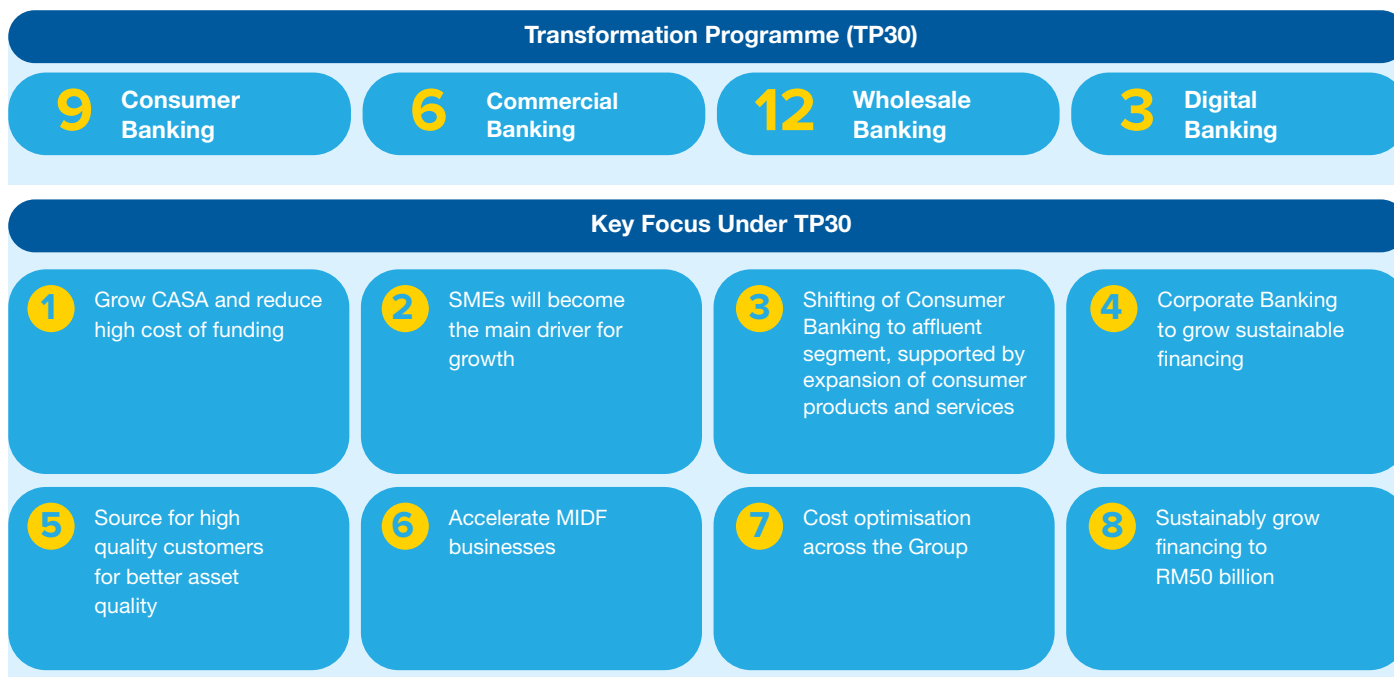 Transformation Programme (TP30)
9
Consumer
Banking
6
Commercial
Banking
12
Wholesale
Banking
3
Digital
Banking
Key Focus Under TP30
1
Grow CASA and reduce
high cost of funding
2
SMEs will become
the main driver for
growth
3
Shifting of Consumer
Banking to affluent
segment, supported by
expansion of consumer
products and services
4
Corporate Banking
to grow sustainable
financing
5
Source for high
quality customers
for better asset
quality
6
Accelerate MIDF
businesses
7
Cost optimisation
across the Group
8
Sustainably grow
financing to
RM50 billion